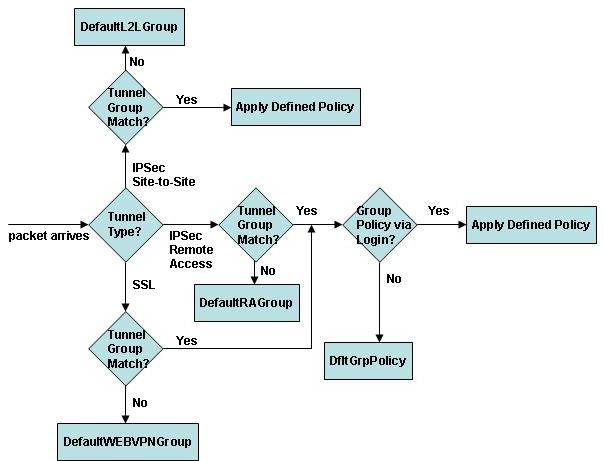 DefaultL2LGroup
No
Tunnel
Group
Match?
Yes
Apply Defined Policy
IPSec
Site-to-Site
packet arrives
Tunnel
Type?
IPSec
Remote
Access
Tunnel
Group
Match?
Yes
Group
Policy via
Login?
Yes
Apply Defined Policy
No
DefaultRAGroup
No
DfltGrpPolicy
SSL
Tunnel
Group
Match?
Yes
No
DefaultWEBVPNGroup